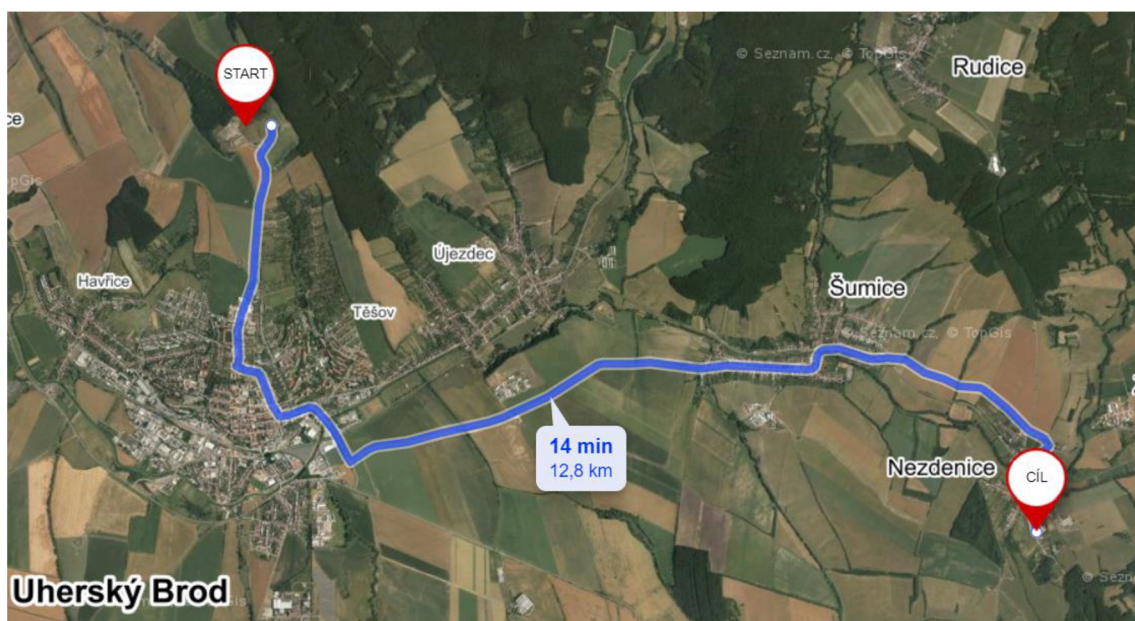 © Seznam.cz, © TopGis
START
Rudice
ce
TopGis
Újezdec
Havřice
Šumice
Těšov
© Seznam.cz, © TopGis
14 min
12,8 km
Nezdenice
CÍL
Uherský Brod